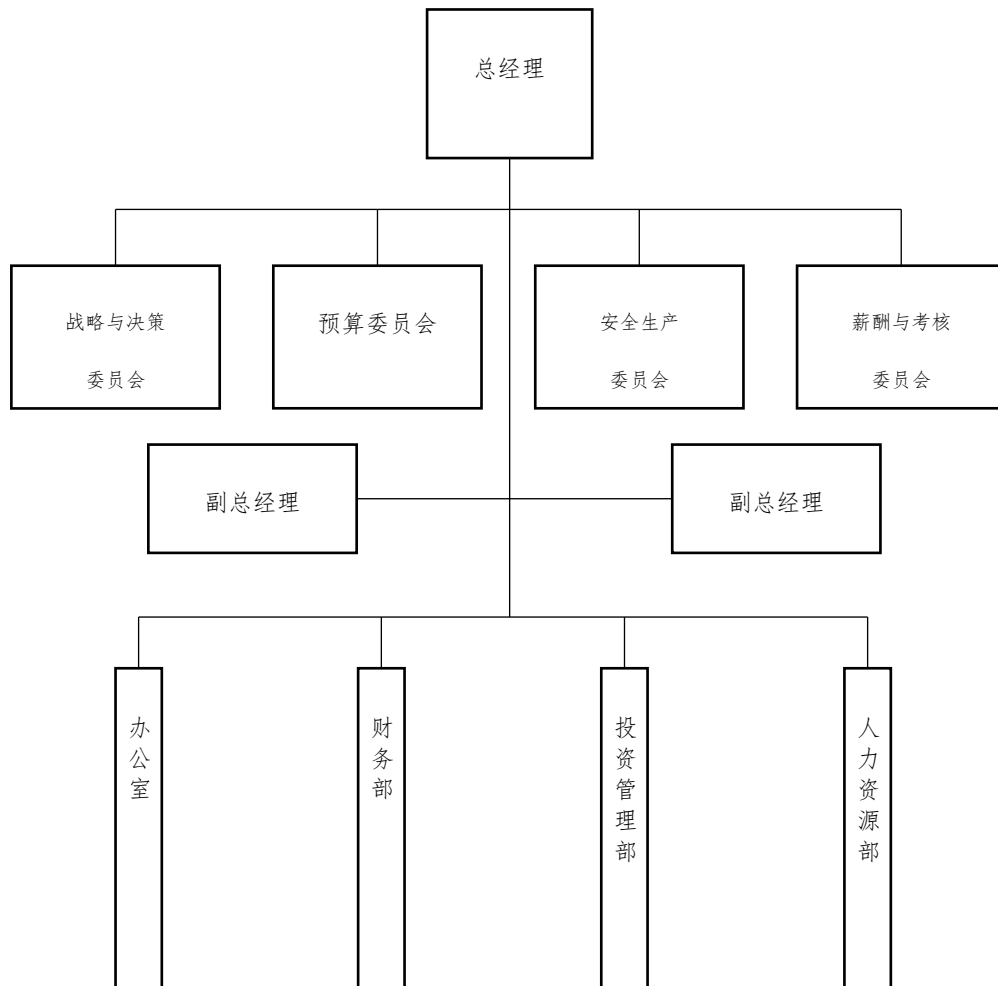 总经理
战略与决策
委员会
预算委员会
安全生产
委员会
薪酬与考核
委员会
副总经理
副总经理
办公室
财务部
投资管理部
人力资源部